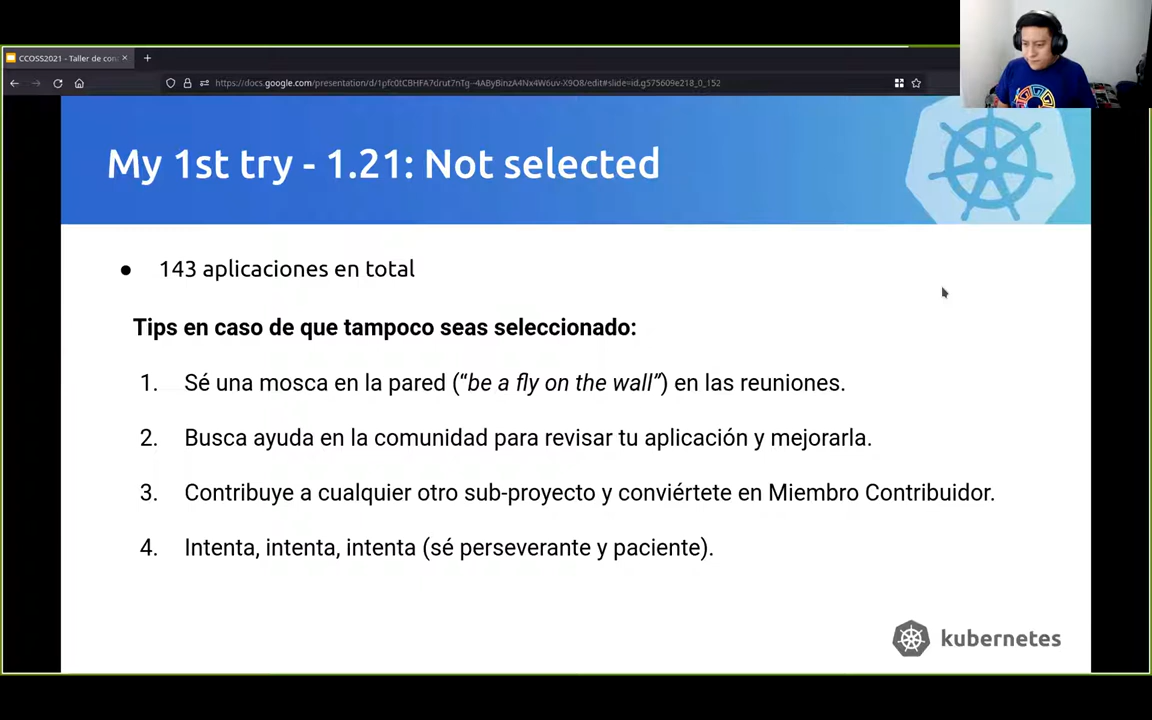 CCOSS2021 - Taller de con
docs.google.com/presentation/d/1pfc0tCBHFA7drut7nTg--4AByBinzA4Nx4W6uv-X9O8/edit#slide=id.g575609e218_0_152
My 1st try - 1.21: Not selected
● 143 aplicaciones en total
Tips en caso de que tampoco seas seleccionado:
1. Sé una mosca en la pared (“be a fly on the wall”) en las reuniones.
2. Busca ayuda en la comunidad para revisar tu aplicación y mejorarla.
3. Contribuye a cualquier otro sub-proyecto y conviértete en Miembro Contribuidor.
4. Intenta, intenta, intenta (sé perseverante y paciente).
kubernetes